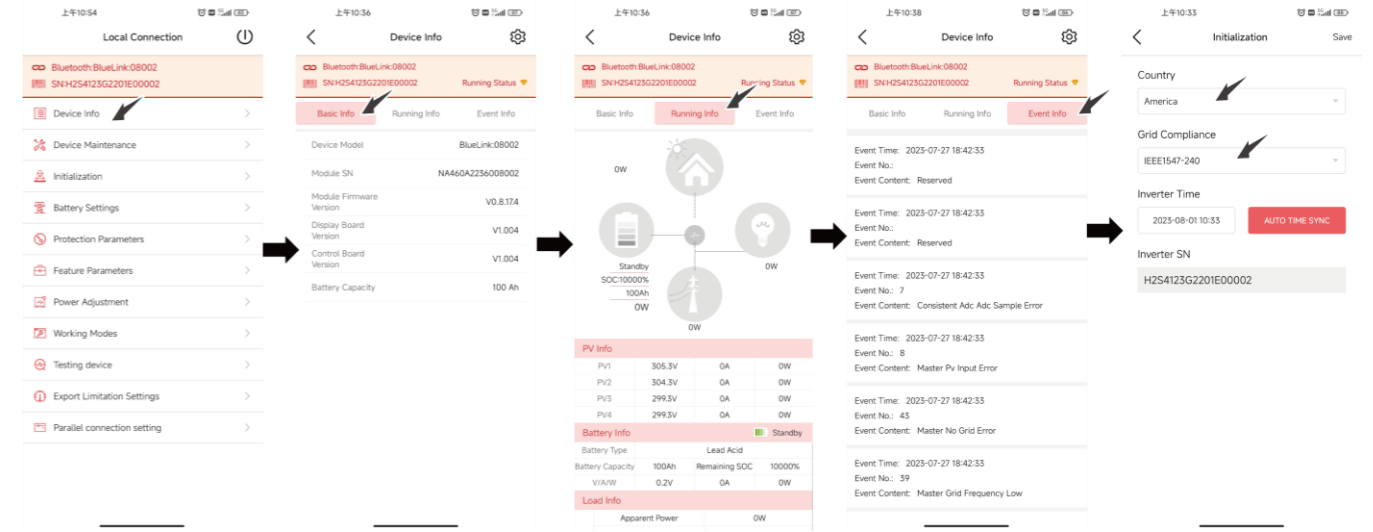 上午10:54
Local Connection
Bluetooth:BlueLink:08002
SN:H2S4123G2201E00002
Device Info
Device Maintenance
Initialization
Battery Settings
Protection Parameters
Feature Parameters
Power Adjustment
Working Modes
Testing device
Export Limitation Settings
Parallel connection setting
上午10:36
Device Info
Bluetooth:BlueLink:08002
SN:H2S4123G2201E00002 Running Status
Basic Info Running Info Event Info
Device Model BlueLink:08002
Module SN NA460A2236008002
Module Firmware
Version V0.8.17.4
Display Board
Version V1.004
Control Board
Version V1.004
Battery Capacity 100 Ah
上午10:36
Device Info
Bluetooth:BlueLink:08002
SN:H2S4123G2201E00002 Running Status
Basic Info Running Info Event Info
0W
Standby
SOC:10000%
100Ah
0W
0W
0W
PV Info
PV1 305.3V 0A 0W
PV2 304.3V 0A 0W
PV3 299.5V 0A 0W
PV4 299.5V 0A 0W
Battery Info Standby
Battery Type Lead Acid
Battery Capacity 100Ah Remaining SOC 10000%
V/A/W 0.2V 0A 0W
Load Info
Apparent Power 0W
上午10:38
Device Info
Bluetooth:BlueLink:08002
SN:H2S4123G2201E00002 Running Status
Basic Info Running Info Event Info
Event Time: 2023-07-27 18:42:33
Event No.:
Event Content: Reserved
Event Time: 2023-07-27 18:42:33
Event No.:
Event Content: Reserved
Event Time: 2023-07-27 18:42:33
Event No.: 7
Event Content: Consistent Adc Adc Sample Error
Event Time: 2023-07-27 18:42:33
Event No.: 8
Event Content: Master Pv Input Error
Event Time: 2023-07-27 18:42:33
Event No.: 43
Event Content: Master No Grid Error
Event Time: 2023-07-27 18:42:33
Event No.: 39
Event Content: Master Grid Frequency Low
上午10:33
Initialization Save
Country
America
Grid Compliance
IEEE1547-240
Inverter Time
2023-08-01 10:33 AUTO TIME SYNC
Inverter SN
H2S4123G2201E00002